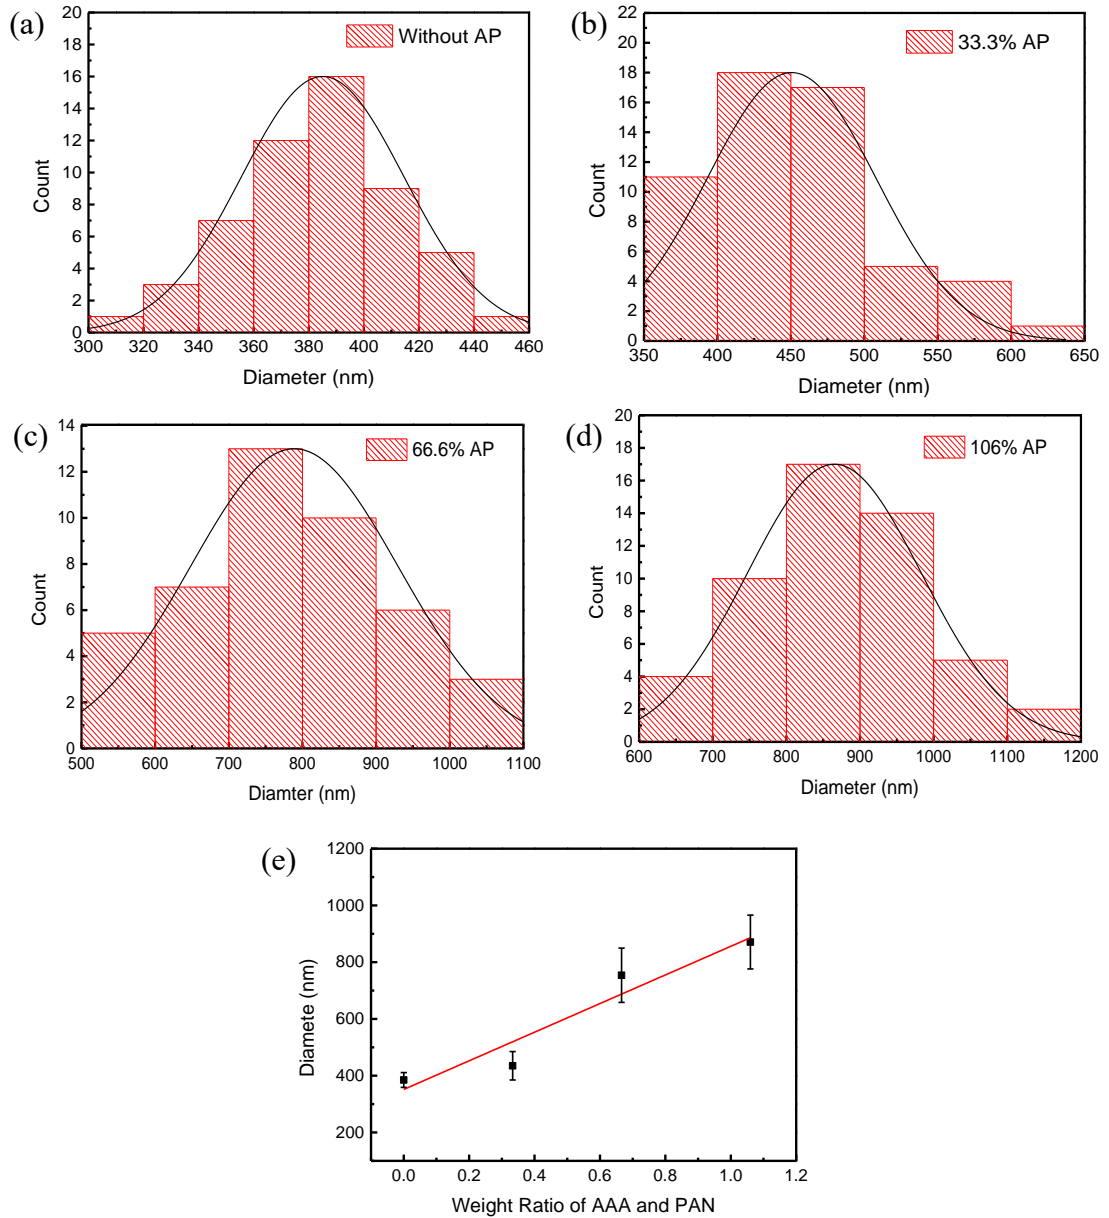 (a)
Without AP
Count
20
18
16
14
12
10
8
6
4
2
0
300 320 340 360 380 400 420 440 460
Diameter (nm)
(b)
33.3% AP
Count
22
20
18
16
14
12
10
8
6
4
2
0
350 400 450 500 550 600 650
Diameter (nm)
(c)
66.6% AP
Count
14
12
10
8
6
4
2
0
500 600 700 800 900 1000 1100
Diamter (nm)
(d)
106% AP
Count
20
18
16
14
12
10
8
6
4
2
0
600 700 800 900 1000 1100 1200
Diameter (nm)
(e)
Diamete (nm)
1200
1000
800
600
400
200
0.0 0.2 0.4 0.6 0.8 1.0 1.2
Weight Ratio of AAA and PAN